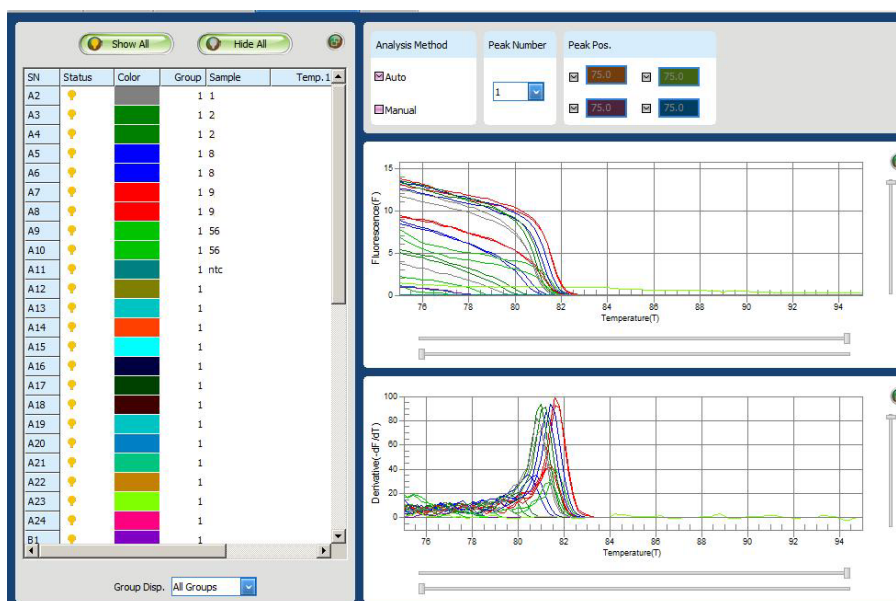 Show All Hide All
SN Status Color Group Sample Temp.1
A2 1 1
A3 1 2
A4 1 2
A5 1 8
A6 1 8
A7 1 9
A8 1 9
A9 1 56
A10 1 56
A11 1 ntc
A12 1
A13 1
A14 1
A15 1
A16 1
A17 1
A18 1
A19 1
A20 1
A21 1
A22 1
A23 1
A24 1
B1 1
Group Disp. All Groups
Analysis Method Peak Number Peak Pos.
Auto
Manual
1
75.0 75.0
75.0 75.0
15
10
5
0
Fluorescence(F)
76 78 80 82 84 86 88 90 92 94
Temperature(T)
100
80
60
40
20
0
Derivative(-dF/dT)
76 78 80 82 84 86 88 90 92 94
Temperature(T)